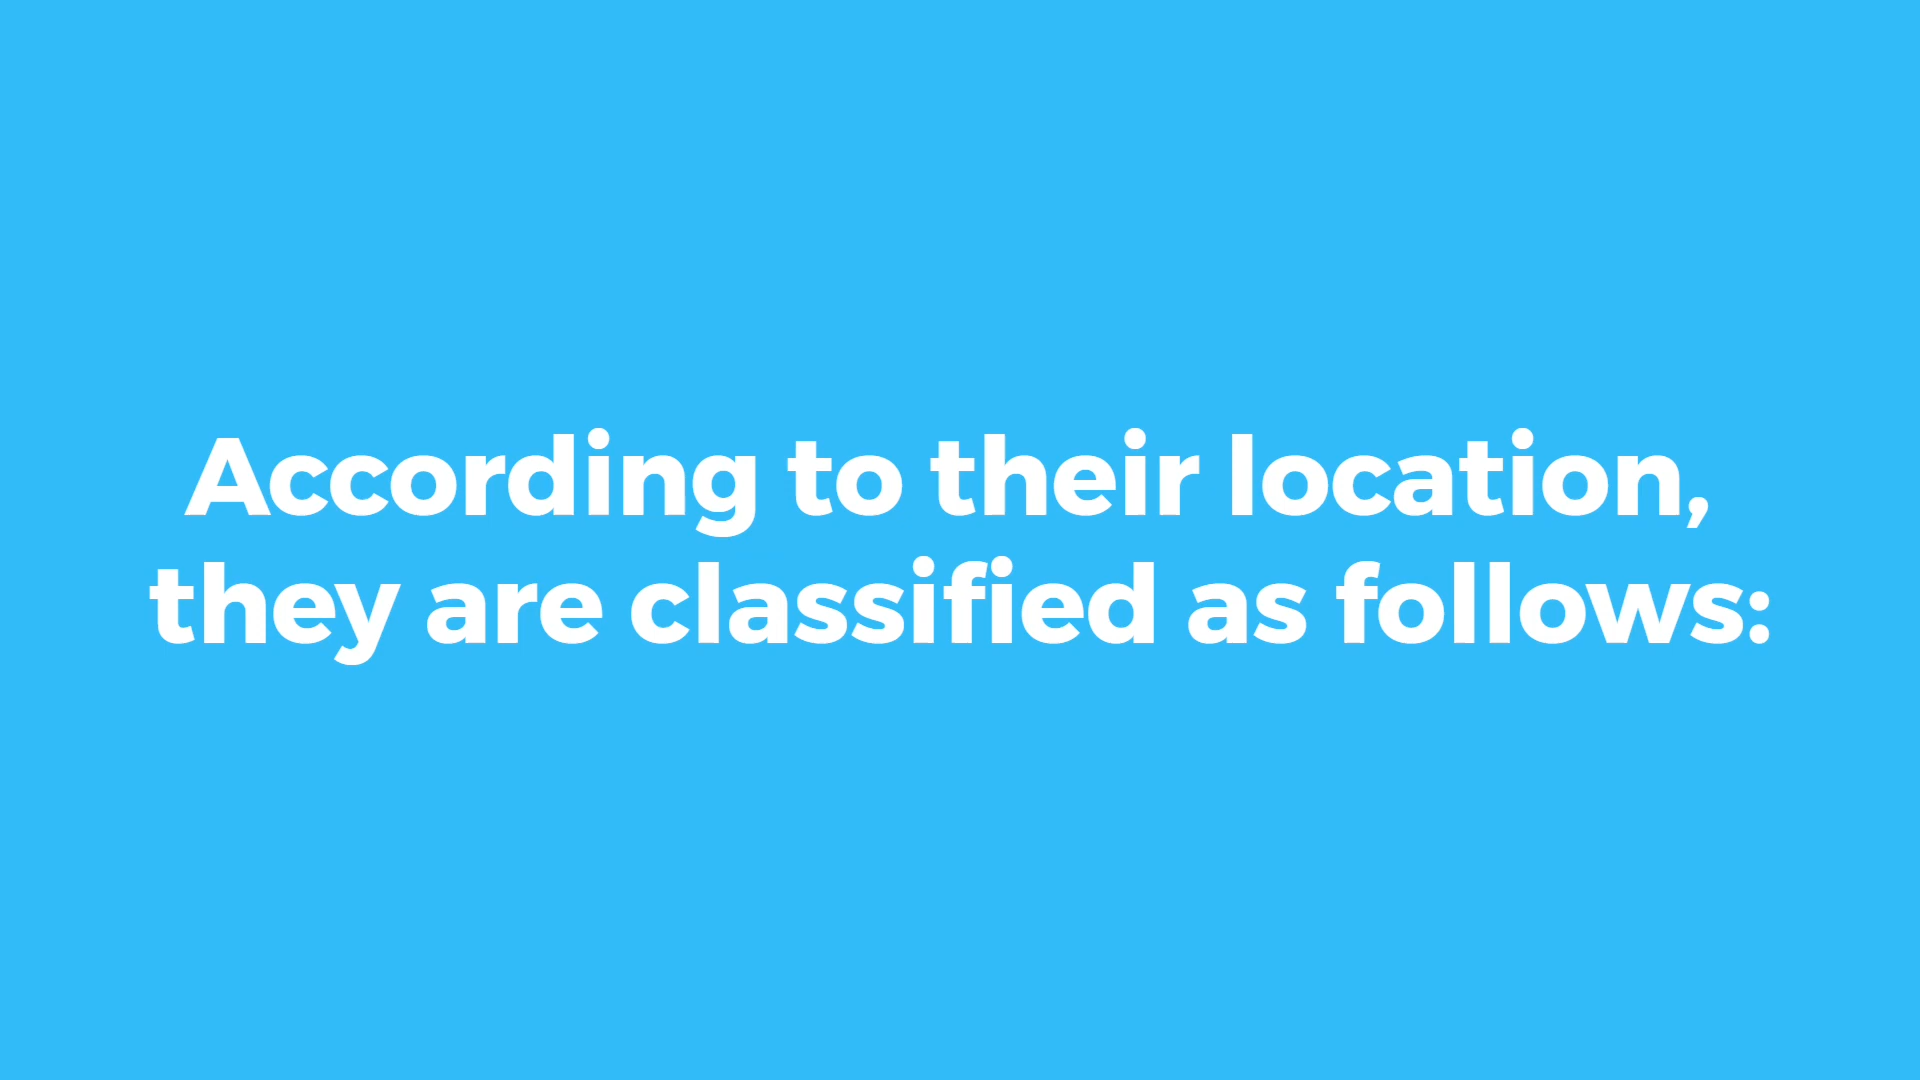 According to their location,
they are classified as follows: